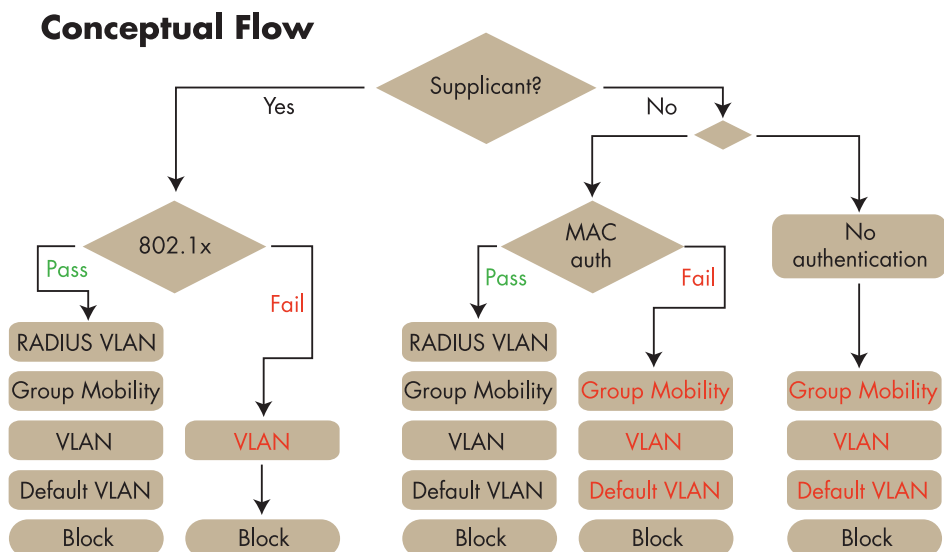 Conceptual Flow
Supplicant?
Yes
No
802.1x
MAC
auth
No
authentication
Pass
Fail
Pass
Fail
RADIUS VLAN
RADIUS VLAN
Group Mobility
Group Mobility
Group Mobility
Group Mobility
VLAN
VLAN
VLAN
VLAN
VLAN
Default VLAN
Default VLAN
Default VLAN
Default VLAN
Block
Block
Block
Block
Block